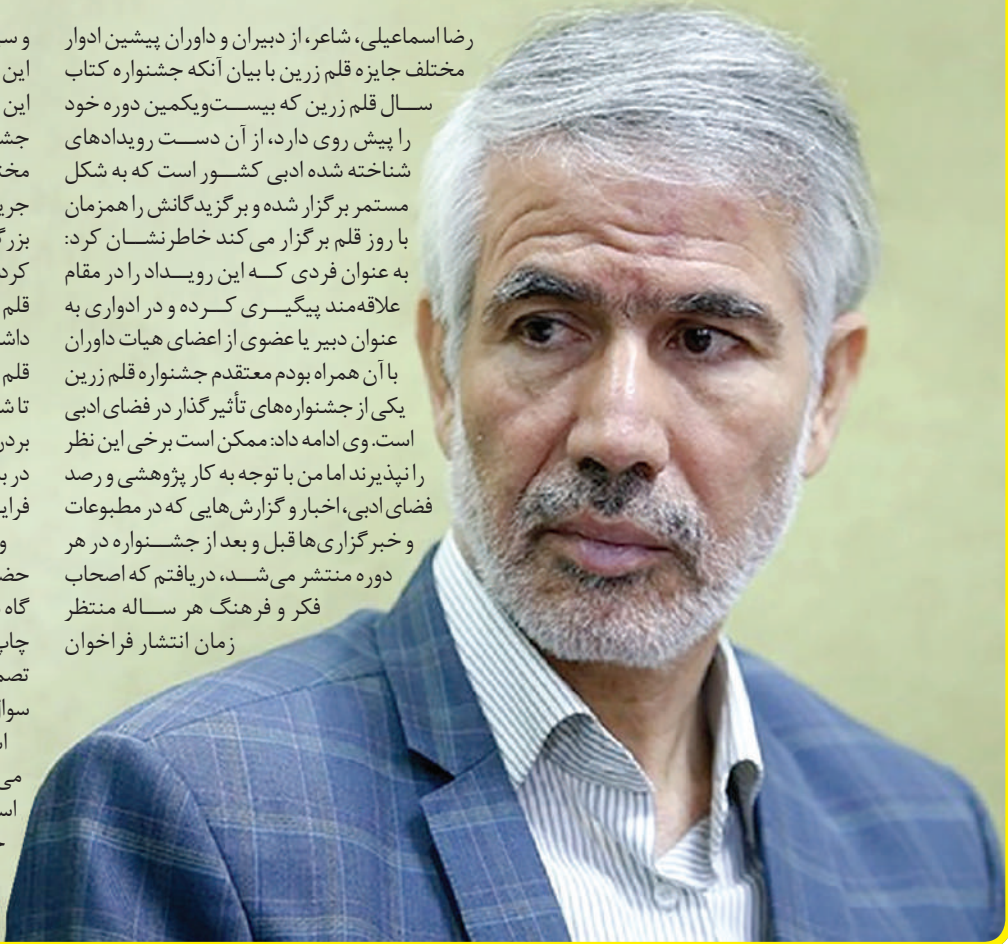 رضا اسماعیلی، شاعر، از دبیران و داوران پیشین ادوار
مختلف جایزه قلم زرین با بیان آنکه جشنواره کتاب
سال قلم زرین که بیست‌ویکمین دوره خود
را پیش روی دارد، از آن دست رویدادهای
شناخته شده ادبی کشور است که به شکل
مستمر برگزار شده و برگزیدگانش را همزمان
با روز قلم برگزار می‌کند خاطرنشان کرد:
به عنوان فردی که این رویداد را در مقام
علاقه‌مند پیگیری کرده و در ادواری به
عنوان دبیر یا عضوی از اعضای هیات داوران
با آن همراه بودم معتقدم جشنواره قلم زرین
یکی از جشنواره‌های تأثیرگذار در فضای ادبی
است. وی ادامه داد: ممکن است برخی این نظر
را نپذیرند اما من با توجه به کار پژوهشی و رصد
فضای ادبی، اخبار و گزارش‌هایی که در مطبوعات
و خبرگزاری‌ها قبل و بعد از جشنواره در هر
دوره منتشر می‌شد، دریافتم که اصحاب
فکر و فرهنگ هر ساله منتظر
زمان انتشار فراخوان
این
این
قلم
قلم
و
گاه